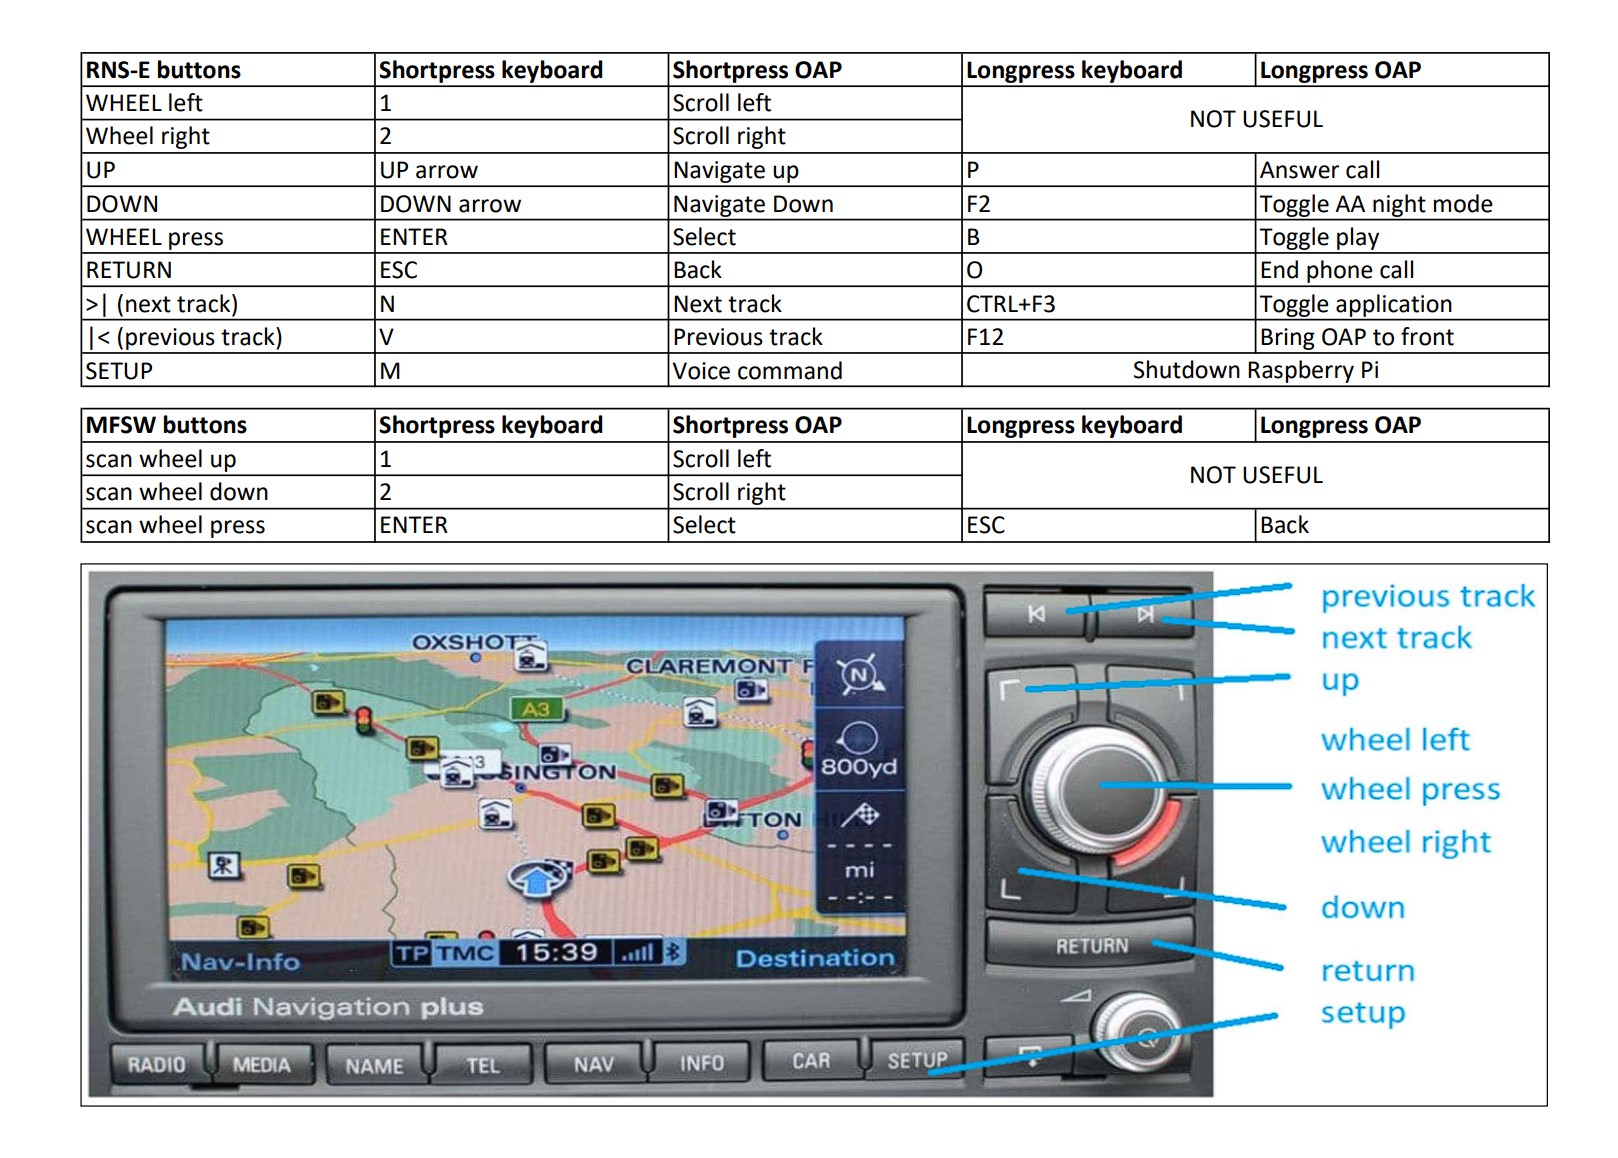 RNS-E buttons Shortpress keyboard Shortpress OAP Longpress keyboard Longpress OAP
WHEEL left 1 Scroll left NOT USEFUL
Wheel right 2 Scroll right
UP UP arrow Navigate up P Answer call
DOWN DOWN arrow Navigate Down F2 Toggle AA night mode
WHEEL press ENTER Select B Toggle play
RETURN ESC Back O End phone call
>| (next track) N Next track CTRL+F3 Toggle application
|< (previous track) V Previous track F12 Bring OAP to front
SETUP M Voice command Shutdown Raspberry Pi
MFSW buttons Shortpress keyboard Shortpress OAP Longpress keyboard Longpress OAP
scan wheel up 1 Scroll left NOT USEFUL
scan wheel down 2 Scroll right
scan wheel press ENTER Select ESC Back
previous track
next track
up
wheel left
wheel press
wheel right
down
return
setup
OXSHOTT
CLAREMONT
N
A3
800yd
mi
--:--
Nav-Info TP TMC 15:39 Destination
Audi Navigation plus
RETURN
RADIO MEDIA NAME TEL NAV INFO CAR SETUP